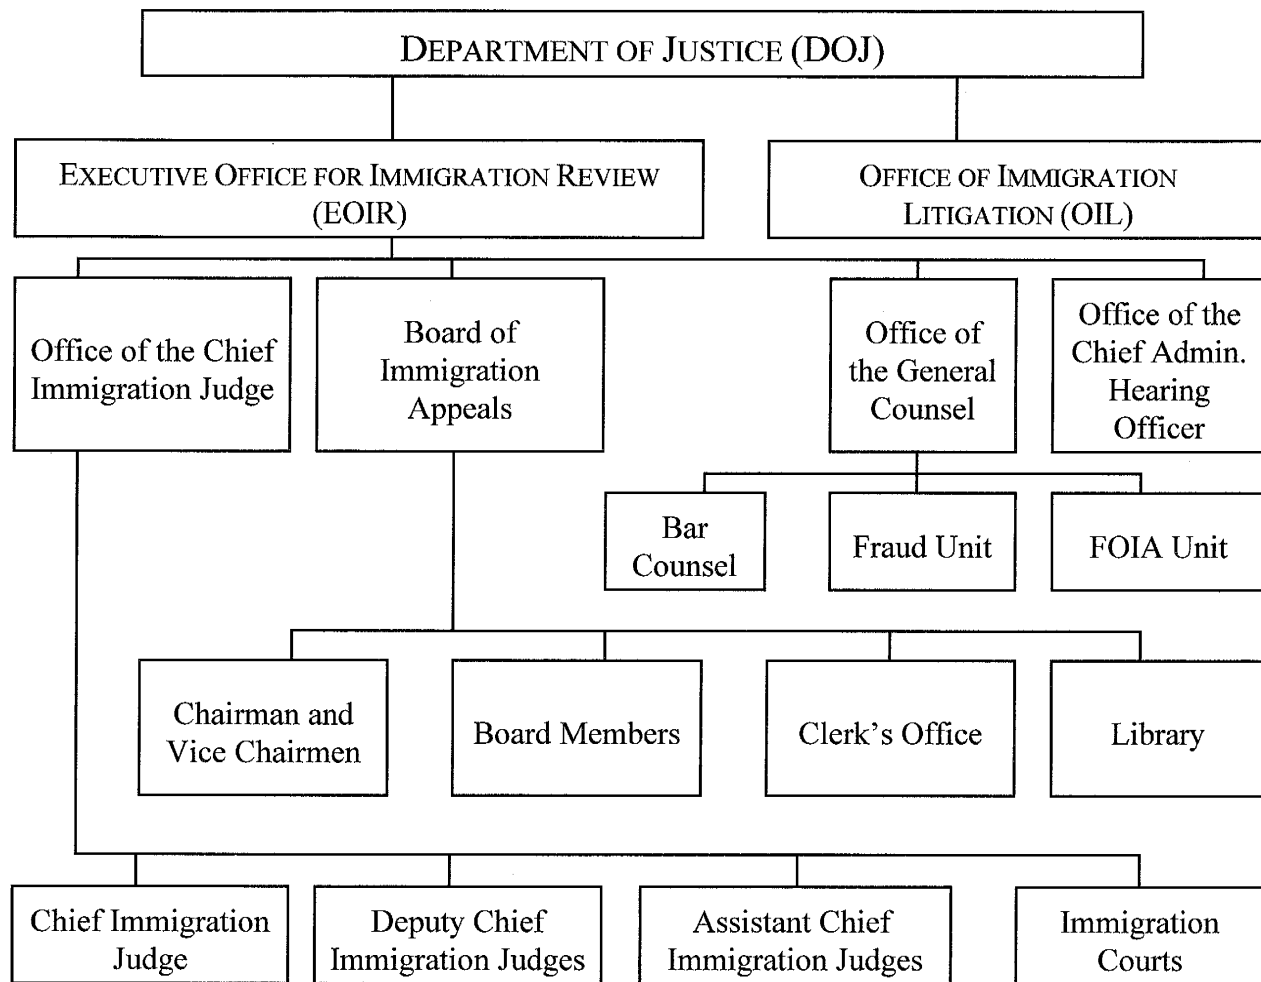 DEPARTMENT OF JUSTICE (DOJ)
EXECUTIVE OFFICE FOR IMMIGRATION REVIEW
(EOIR)
OFFICE OF IMMIGRATION
LITIGATION (OIL)
Office of the Chief
Immigration Judge
Board of
Immigration
Appeals
Office of
the General
Counsel
Office of the
Chief Admin.
Hearing
Officer
Bar
Counsel
Fraud Unit
FOIA Unit
Chairman and
Vice Chairmen
Board Members
Clerk's Office
Library
Chief Immigration
Judge
Deputy Chief
Immigration Judges
Assistant Chief
Immigration Judges
Immigration
Courts